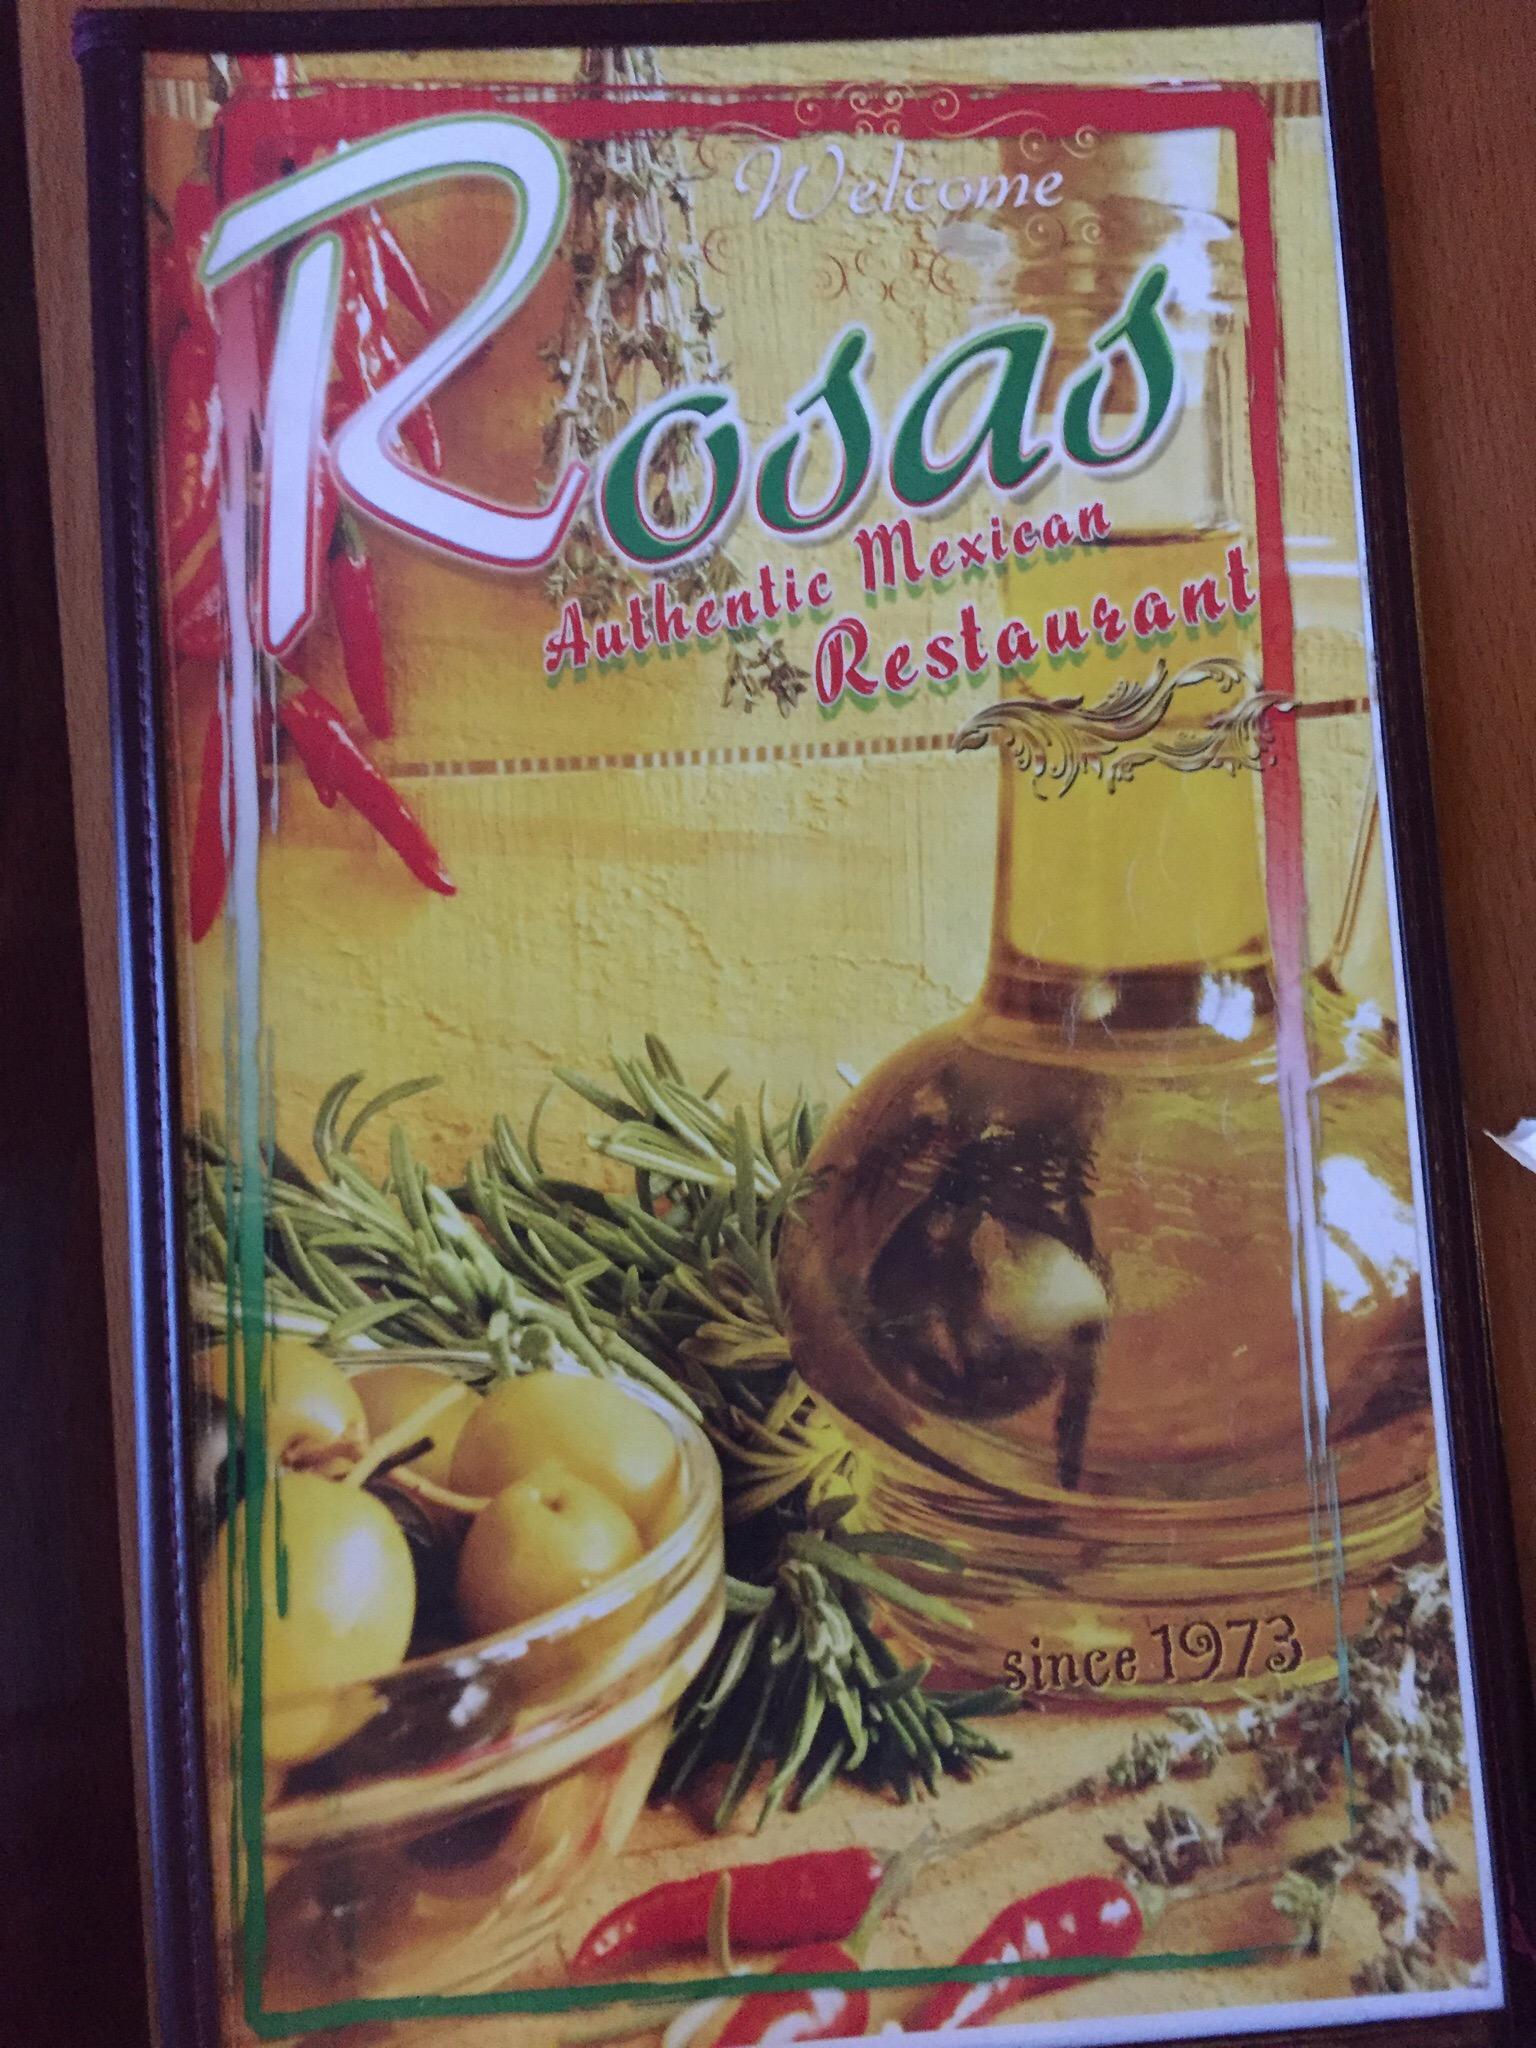 Welcome
Rosas
Authentic Mexican
Restaurant
since 1973